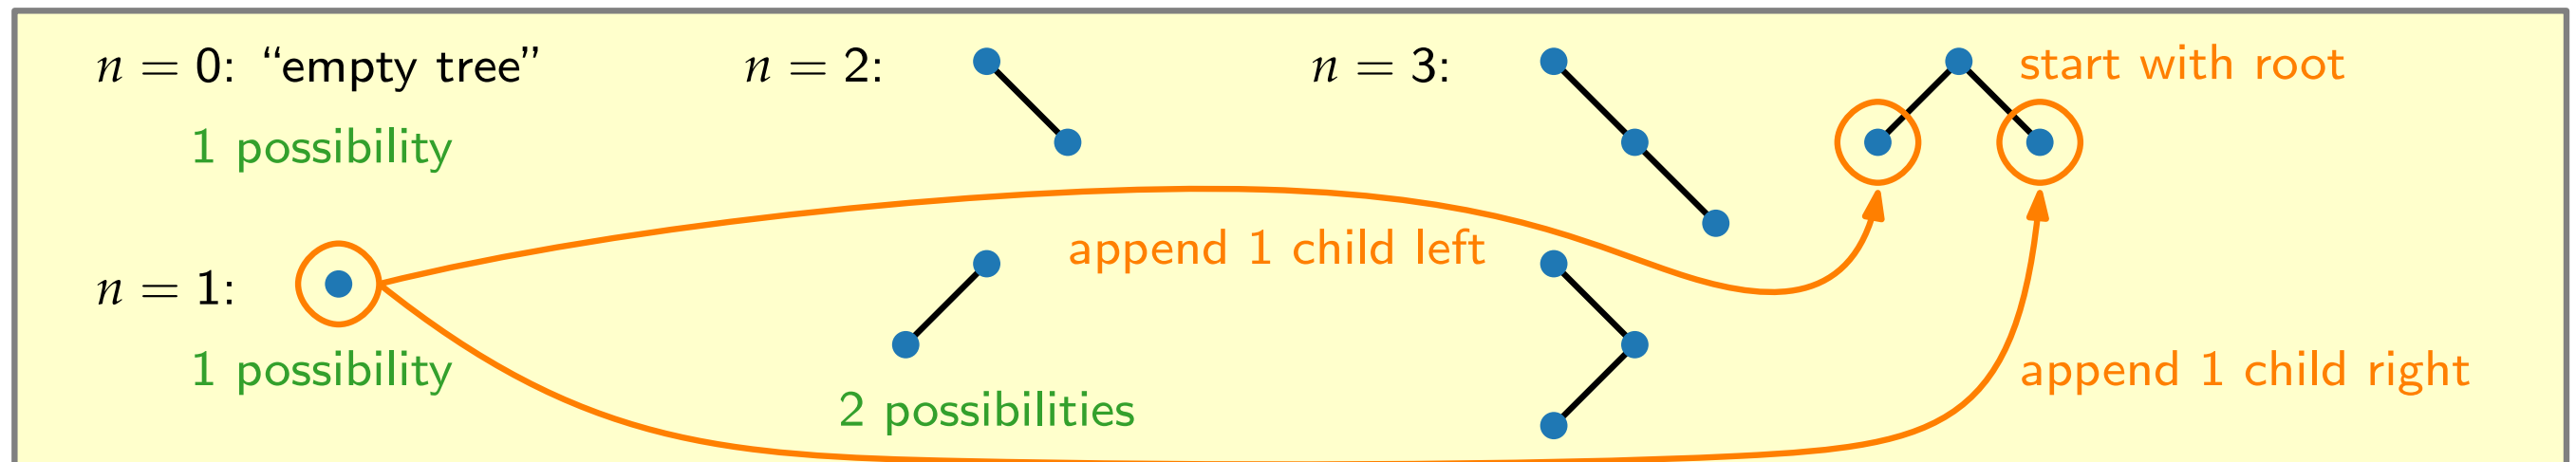 n = 0: “empty tree”
1 possibility
n = 1:
1 possibility
n = 2:
2 possibilities
n = 3:
start with root
append 1 child left
append 1 child right